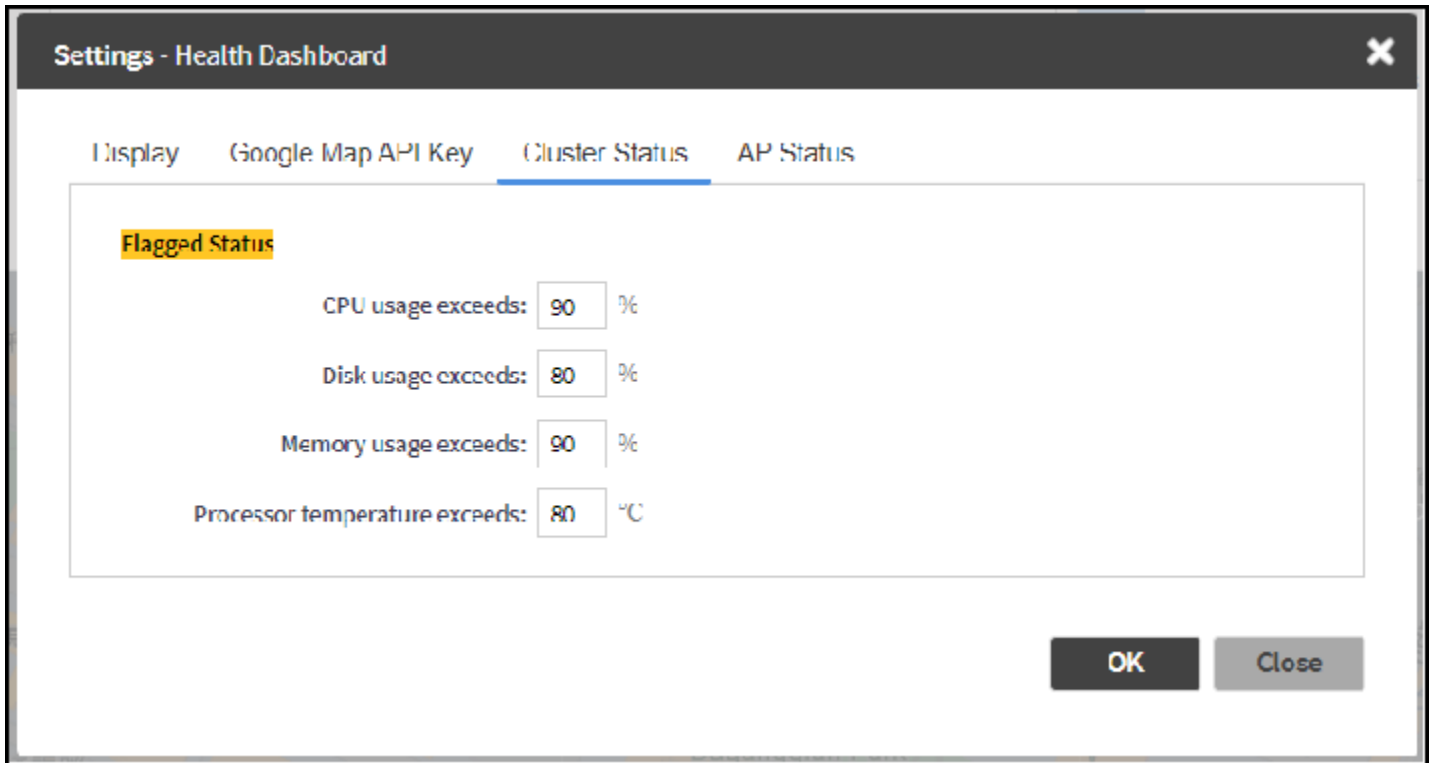 Settings - Health Dashboard
Display Google Map API Key Cluster Status AP Status
Flagged Status
CPU usage exceeds: 90 %
Disk usage exceeds: 80 %
Memory usage exceeds: 90 %
Processor temperature exceeds: 80 °C
OK Close